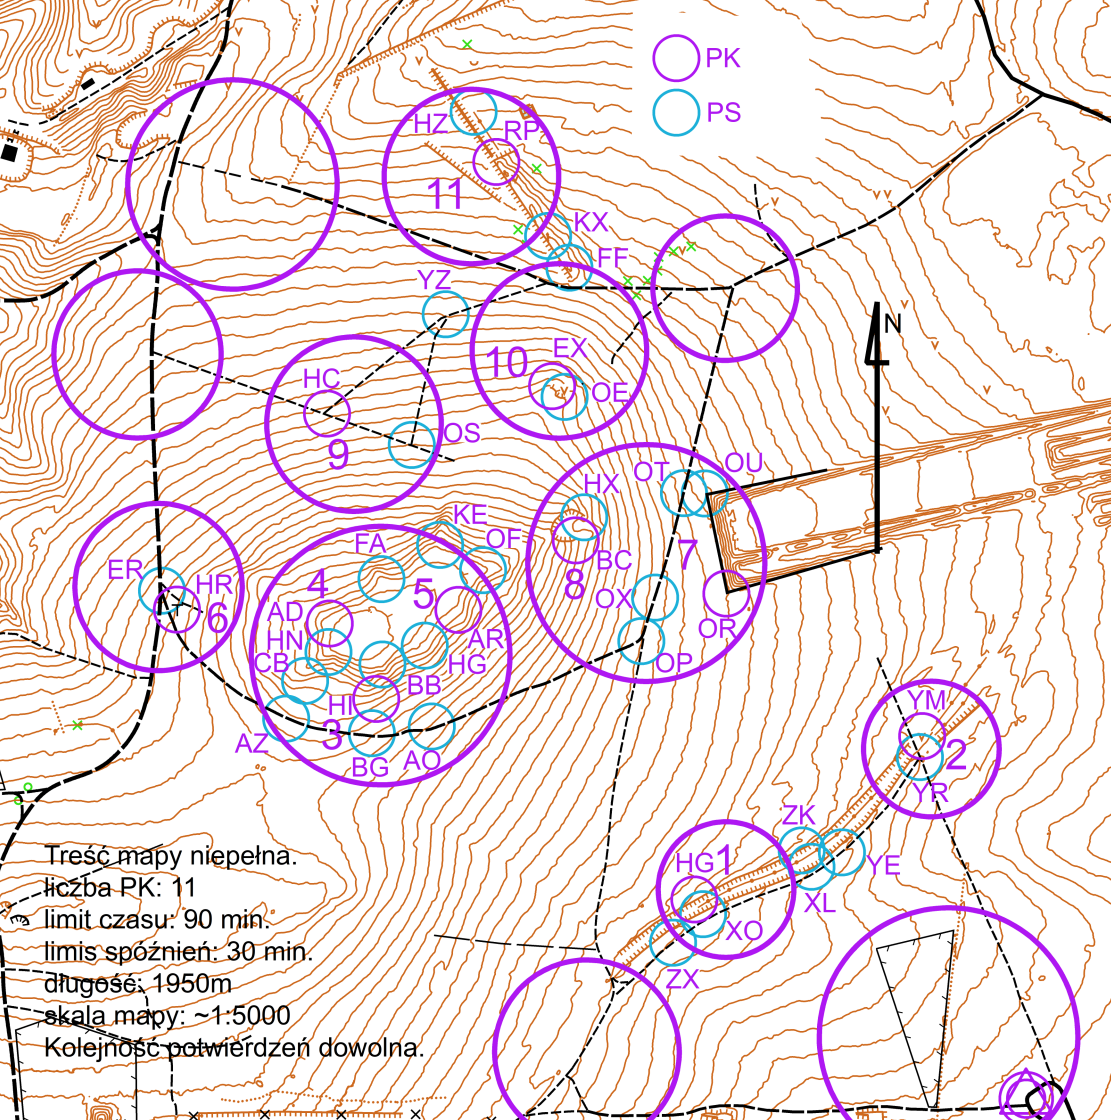 PK
PS
HZ
RP
11
KX
FF
YZ
N
10
EX
OE
HC
OS
9
OT
OU
HX
KE
OF
FA
7
BC
8
ER
HR
6
4
5
AD
AR
OX
OR
HN
HG
OP
CB
BB
HI
AZ
3
BG
AO
YM
2
YR
ZK
YE
HG
1
XL
XO
ZX
Treść mapy niepełna.
liczba PK: 11
limit czasu: 90 min.
limis spóźnień: 30 min.
długość: 1950m
skala mapy: ~1:5000
Kolejność potwierdzeń dowolna.